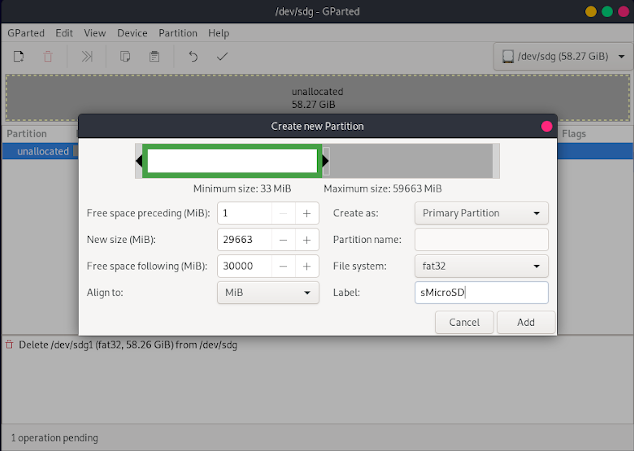 /dev/sdg - GParted
GParted Edit View Device Partition Help
/dev/sdg (58.27 GiB)
unallocated
58.27 GiB
Partition Flags
unallocated
Create new Partition
Minimum size: 33 MiB Maximum size: 59663 MiB
Free space preceding (MiB): 1 Create as: Primary Partition
New size (MiB): 29663 Partition name:
Free space following (MiB): 30000 File system: fat32
Align to: MiB Label: sMicroSD
Cancel Add
Delete /dev/sdg1 (fat32, 58.26 GiB) from /dev/sdg
1 operation pending